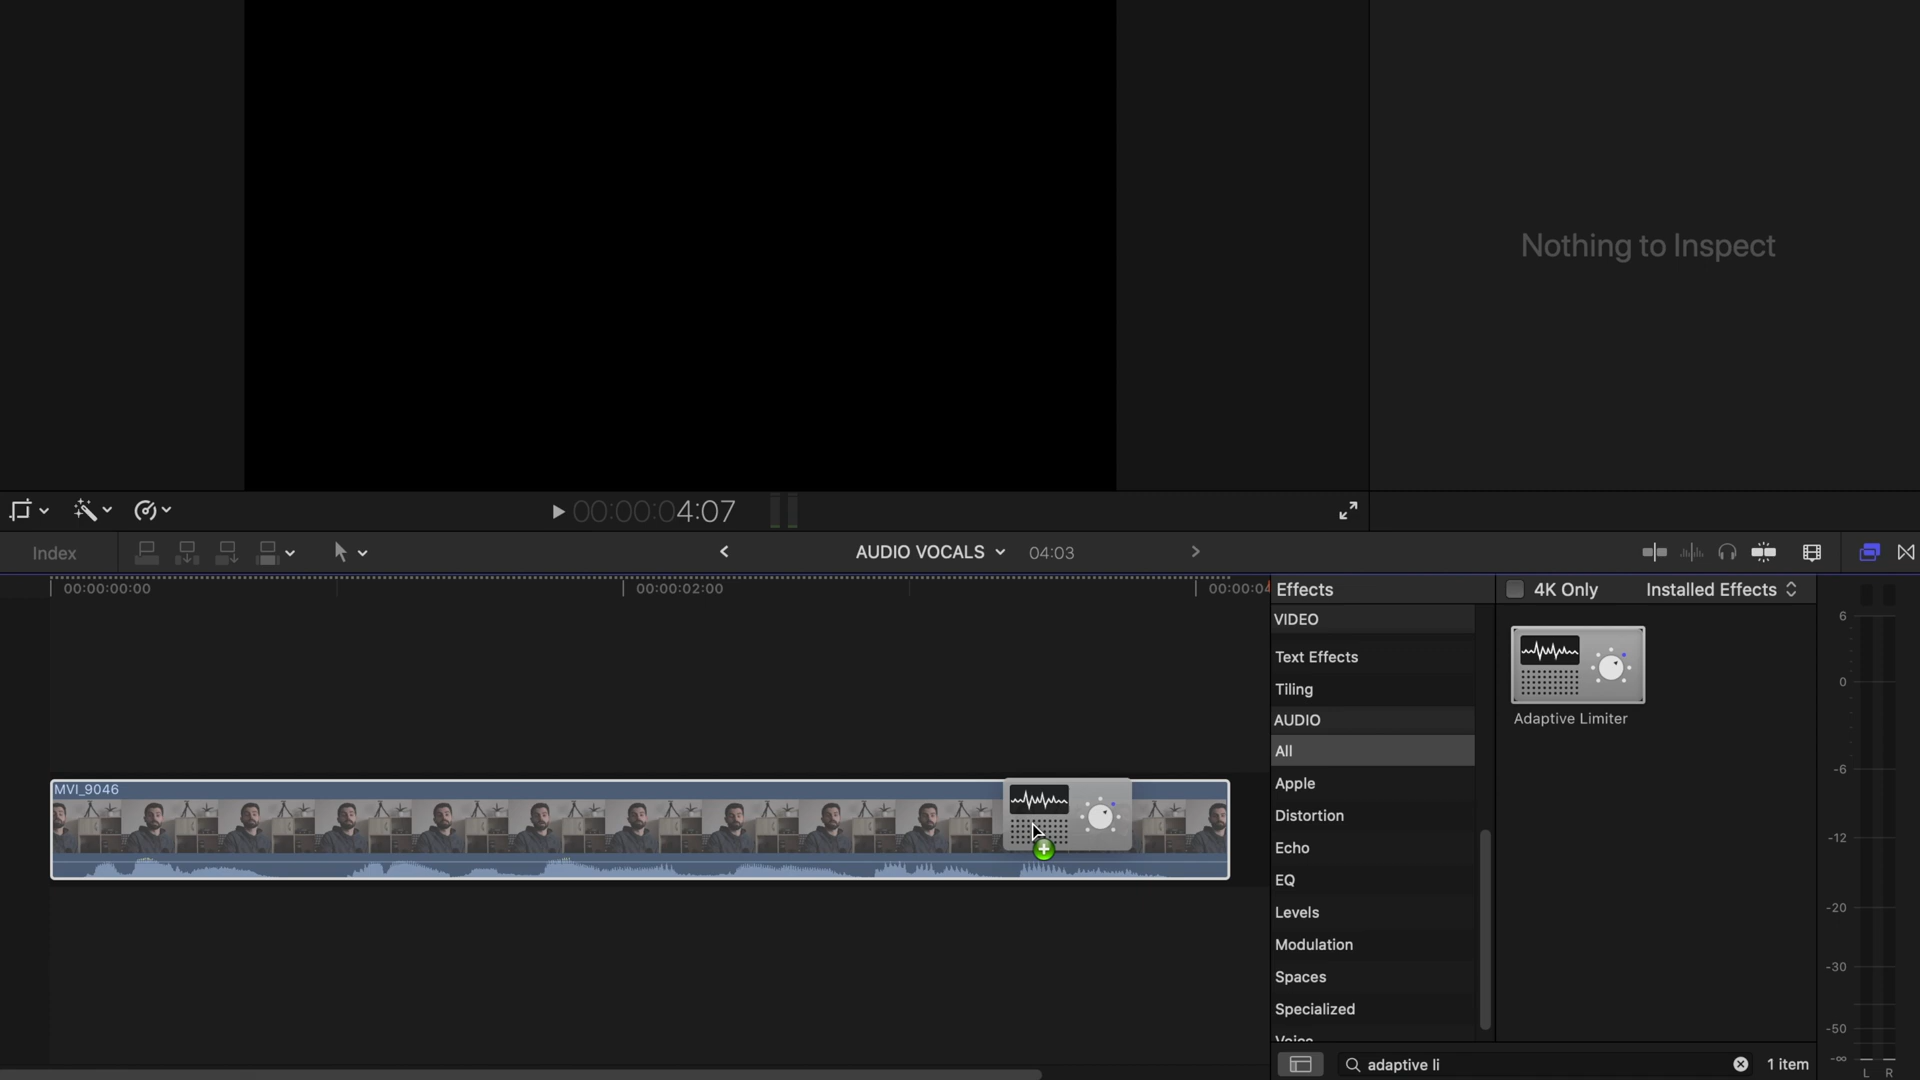 Nothing to Inspect
00:00:04:07
Index
AUDIO VOCALS
04:03
00:00:00:00
00:00:02:00
00:00:04
Effects
4K Only
Installed Effects
VIDEO
Text Effects
Tiling
AUDIO
All
Apple
Distortion
Echo
EQ
Levels
Modulation
Spaces
Specialized
Voice
Adaptive Limiter
MVI_9046
adaptive li
1 item
6
0
-6
-12
-20
-30
-50
-∞
L R